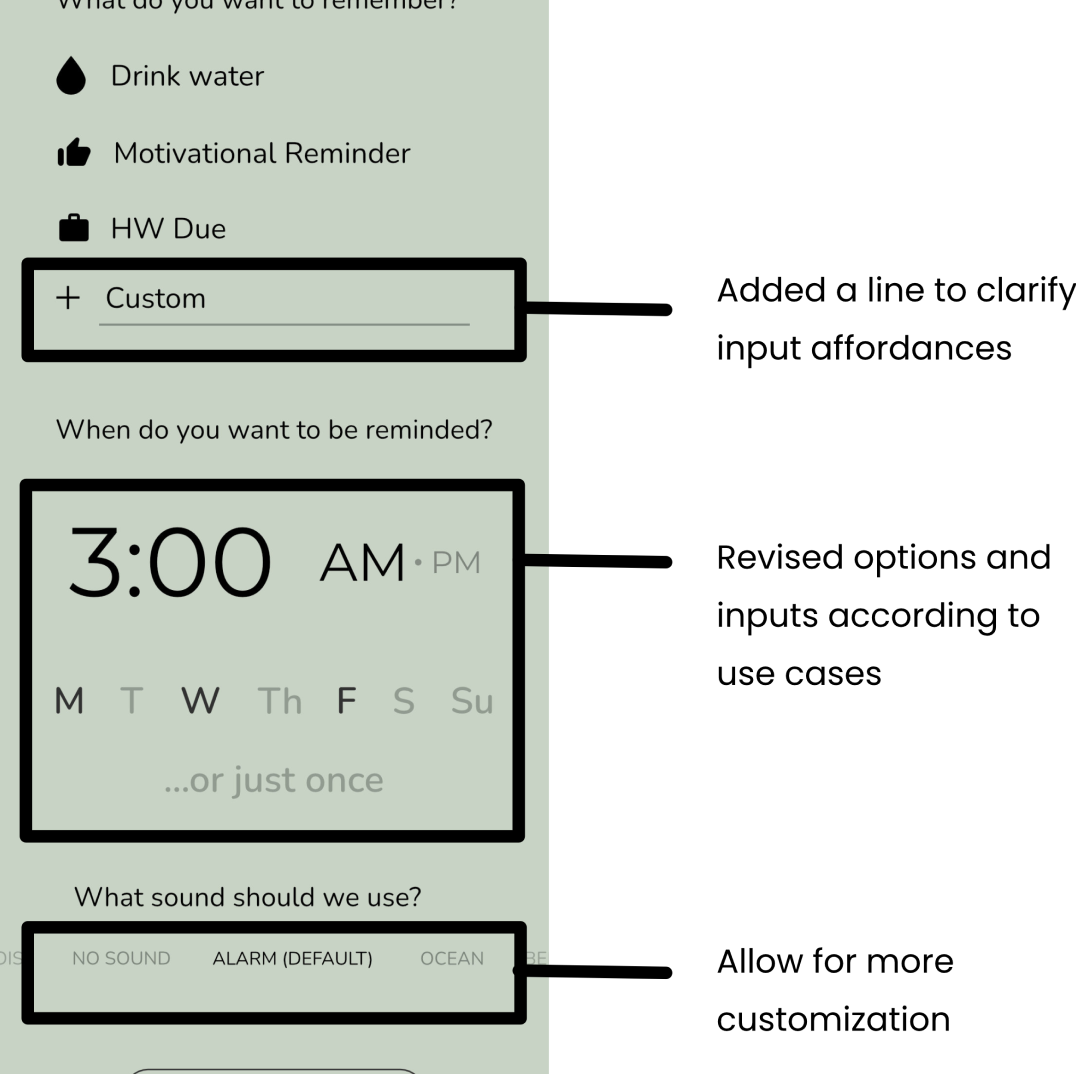 What do you want to remember?
Drink water
Motivational Reminder
HW Due
+ Custom
Added a line to clarify
input affordances
When do you want to be reminded?
3:00 AM • PM
M T W Th F S Su
...or just once
Revised options and
inputs according to
use cases
What sound should we use?
NO SOUND ALARM (DEFAULT) OCEAN
Allow for more
customization